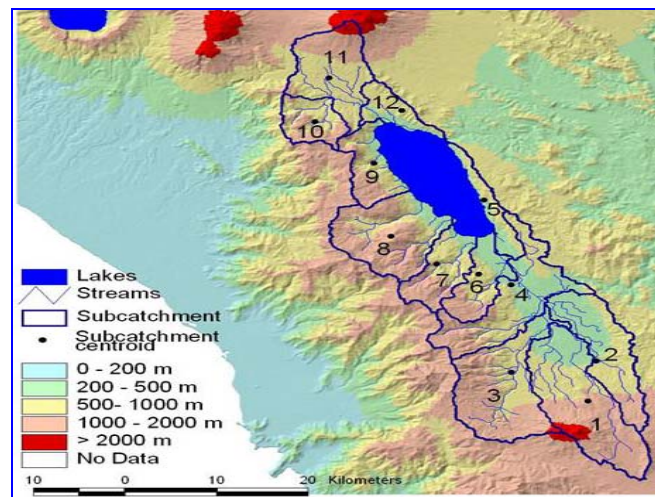 11
12
10
9
5
8
7
6
4
2
3
1
Lakes
Streams
Subcatchment
Subcatchment
centroid
0 - 200 m
200 - 500 m
500- 1000 m
1000 - 2000 m
> 2000 m
No Data
10 0 10 20 Kilometers